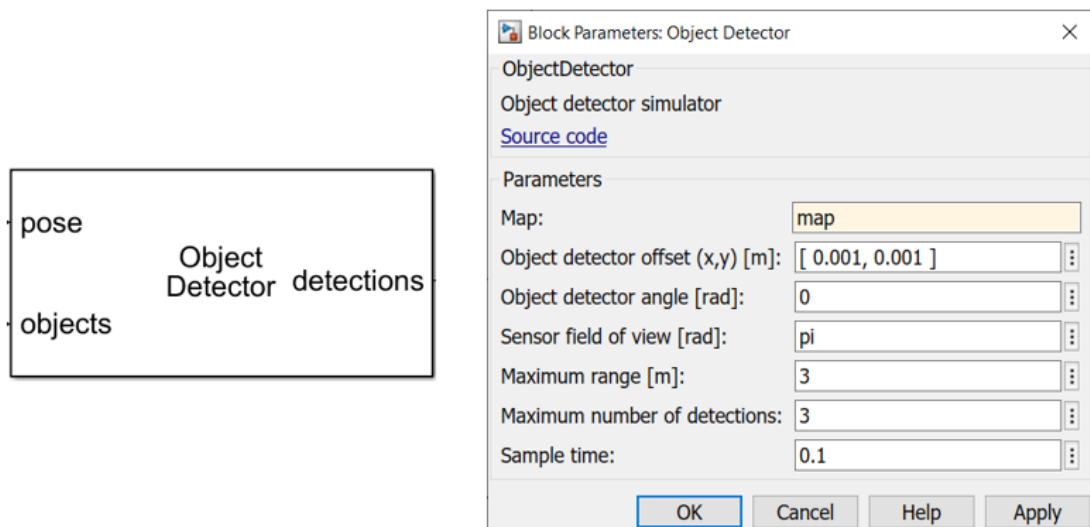 pose
objects
Object
Detector
detections
Block Parameters: Object Detector
ObjectDetector
Object detector simulator
Source code
Parameters
Map: map
Object detector offset (x,y) [m]: [ 0.001, 0.001 ]
Object detector angle [rad]: 0
Sensor field of view [rad]: pi
Maximum range [m]: 3
Maximum number of detections: 3
Sample time: 0.1
OK Cancel Help Apply